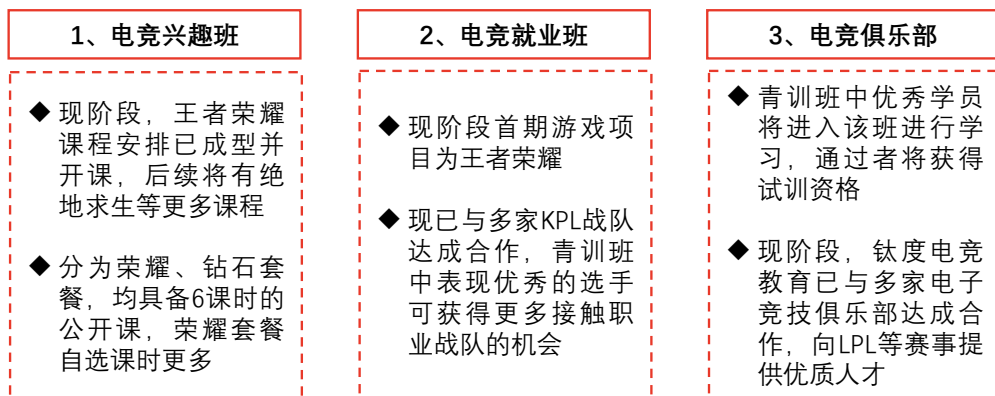 1、电竞兴趣班
现阶段，王者荣耀
课程安排已成型并
开课，后续将有绝
地求生等更多课程
分为荣耀、钻石套
餐，均具备6课时的
公开课，荣耀套餐
自选课时更多
2、电竞就业班
现阶段首期游戏项
目为王者荣耀
现已与多家KPL战队
达成合作，青训班
中表现优秀的选手
可获得更多接触职
业战队的机会
3、电竞俱乐部
青训班中优秀学员
将进入该班进行学
习，通过者将获得
试训资格
现阶段，钛度电竞
教育已与多家电子
竞技俱乐部达成合
作，向LPL等赛事提
供优质人才